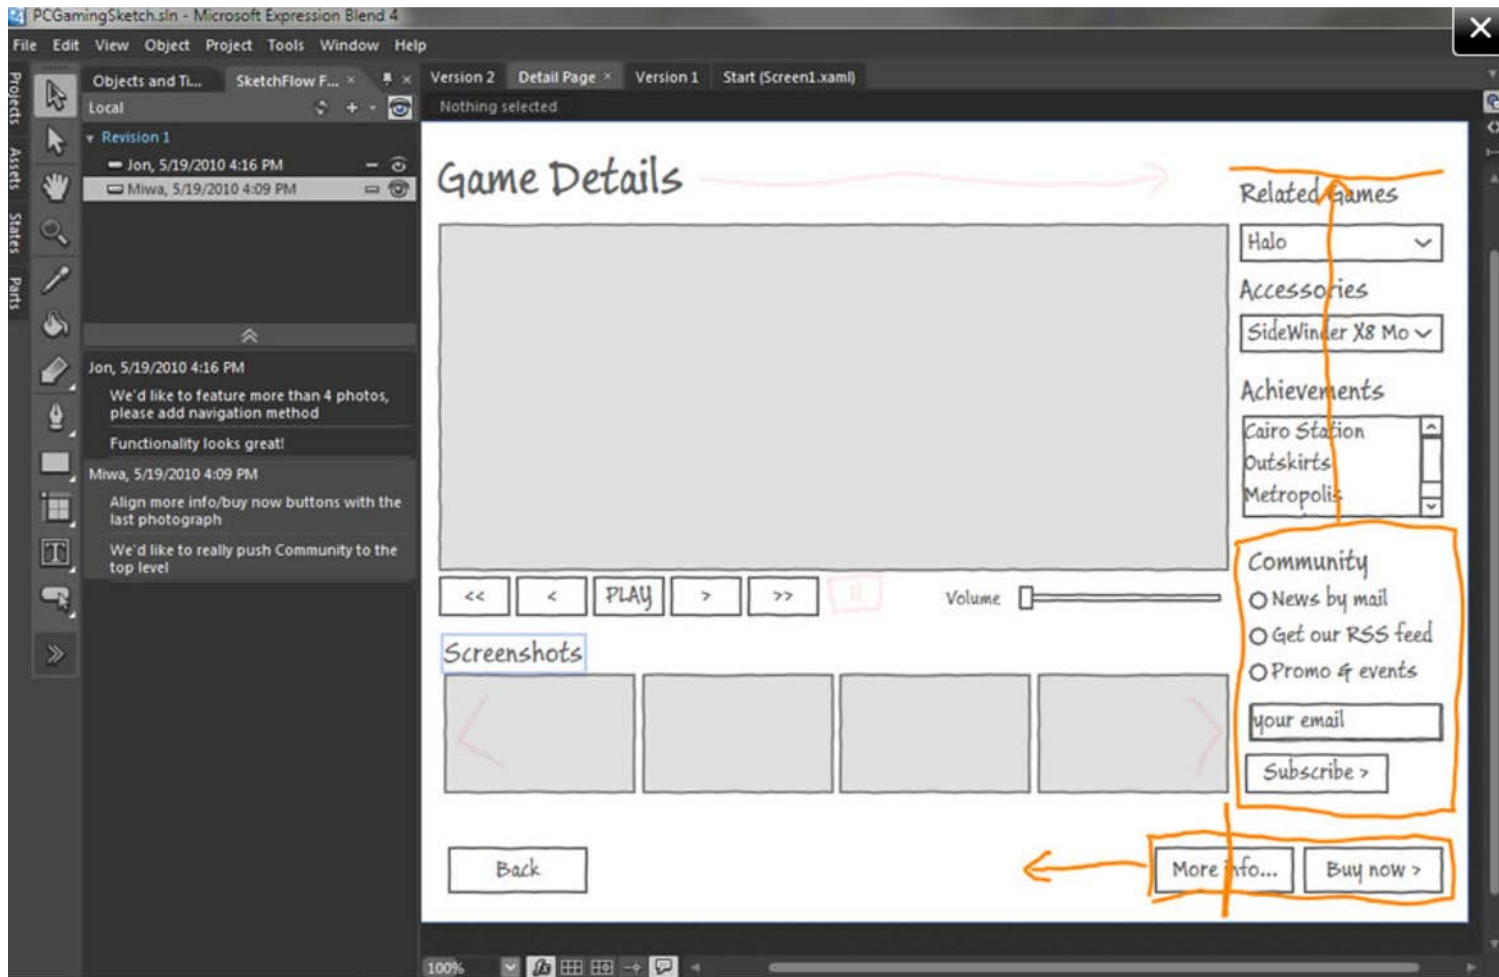 PCGamingSketch.sln - Microsoft Expression Blend 4
File Edit View Object Project Tools Window Help
Projects
Assets
States
Parts
Objects and Ti... SketchFlow F... ×
Local
Revision 1
Jon, 5/19/2010 4:16 PM
Miwa, 5/19/2010 4:09 PM
Jon, 5/19/2010 4:16 PM
We'd like to feature more than 4 photos,
please add navigation method
Functionality looks great!
Miwa, 5/19/2010 4:09 PM
Align more info/buy now buttons with the
last photograph
We'd like to really push Community to the
top level
Version 2 Detail Page × Version 1 Start (Screen1.xaml)
Nothing selected
Game Details
<< < PLAY > >> Volume
Screenshots
Back
Related Games
Halo
Accessories
SideWinder X8 Mo
Achievements
Cairo Station
Outskirts
Metropolis
Community
News by mail
Get our RSS feed
Promo & events
your email
Subscribe >
More info... Buy now >
100%